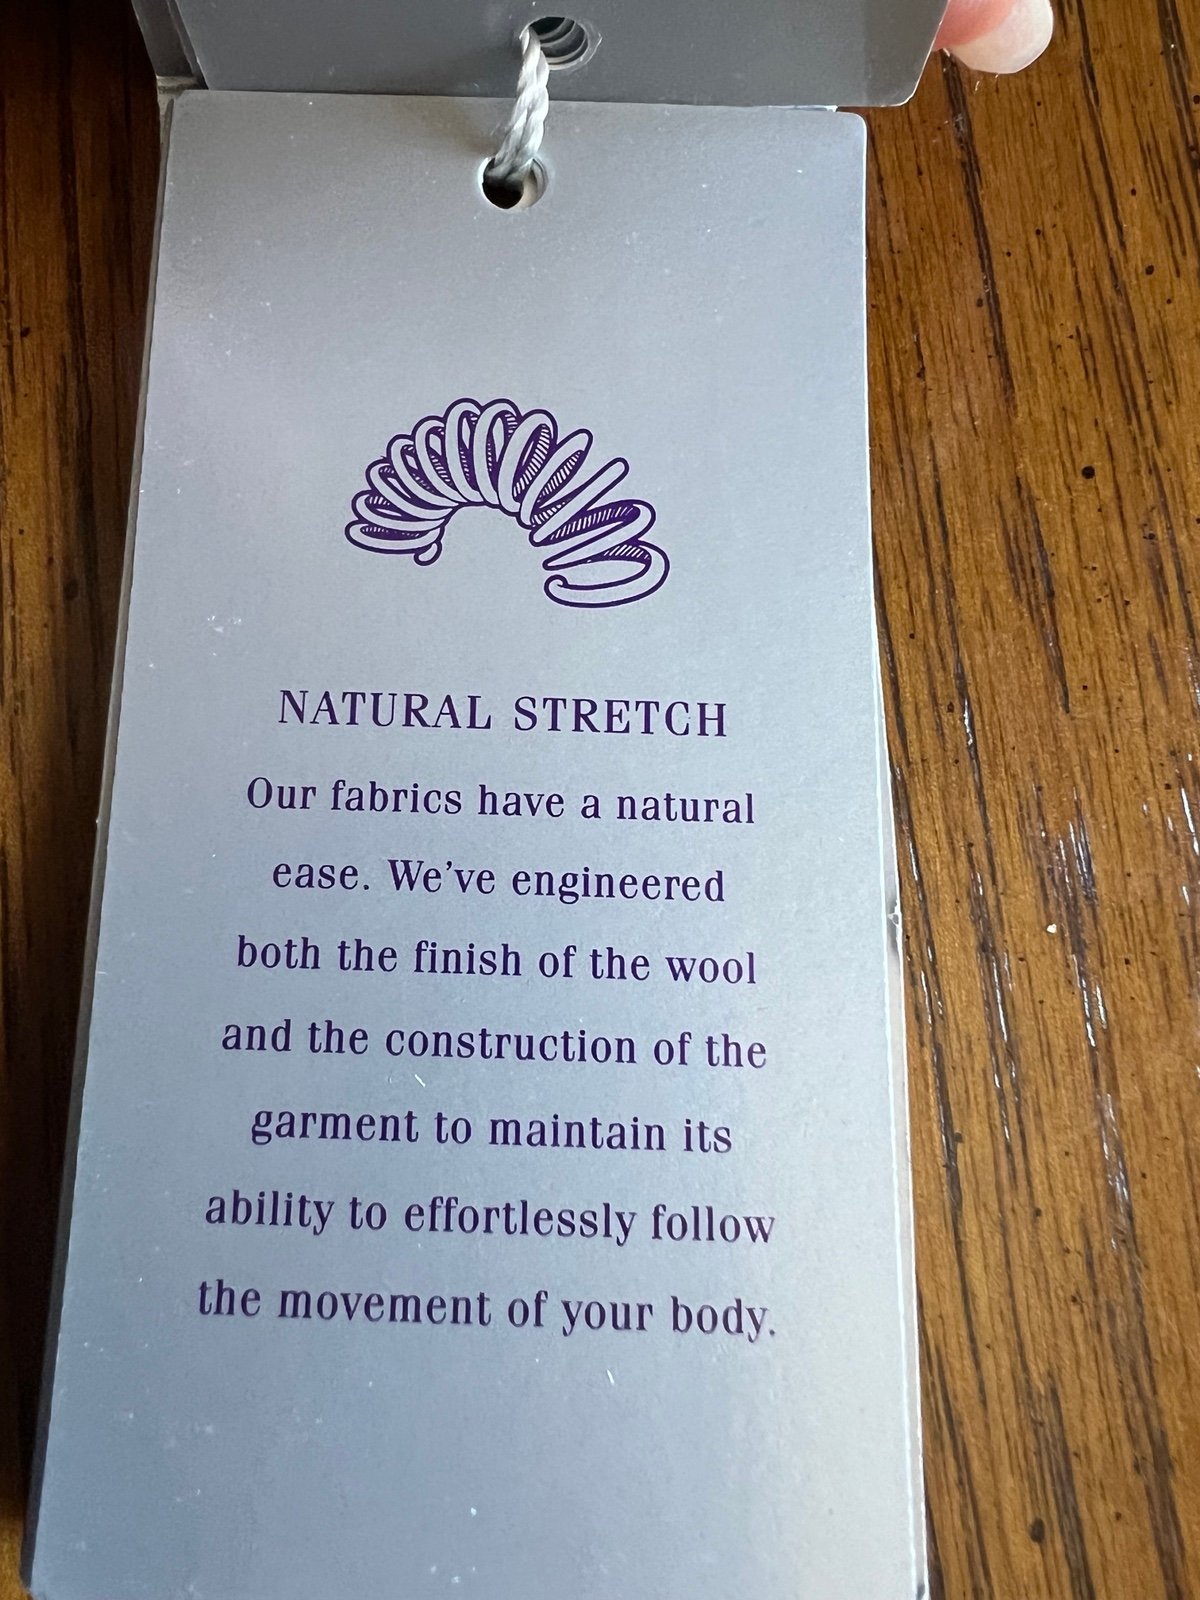 NATURAL STRETCH
Our fabrics have a natural
ease. We've engineered
both the finish of the wool
and the construction of the
garment to maintain its
ability to effortlessly follow
the movement of your body.